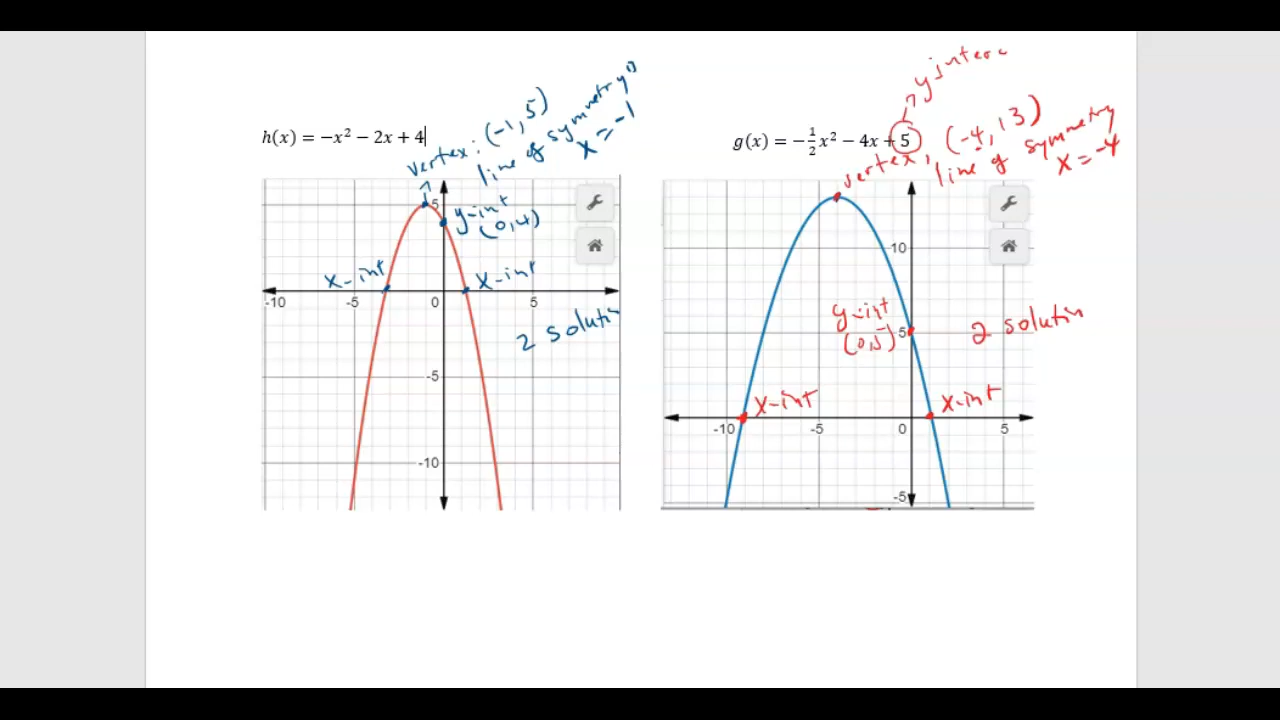 h(x) = −x² − 2x + 4
vertex: (-1, 5)
line of symmetry
x = -1
y-int
(0,4)
x-int
x-int
2 solutin
5
-10
-5
0
5
-5
-10
g(x) = −½x² − 4x + 5
y interc
vertex: (-4, 13)
line of symmetry
x = -4
y-int
(0,5)
x-int
x-int
2 solutin
10
5
-10
-5
0
5
-5